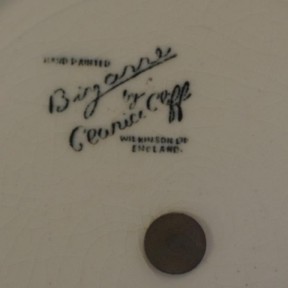 HAND PAINTED
Bizarre
by
Clarice Cliff
WILKINSON LTD
ENGLAND.